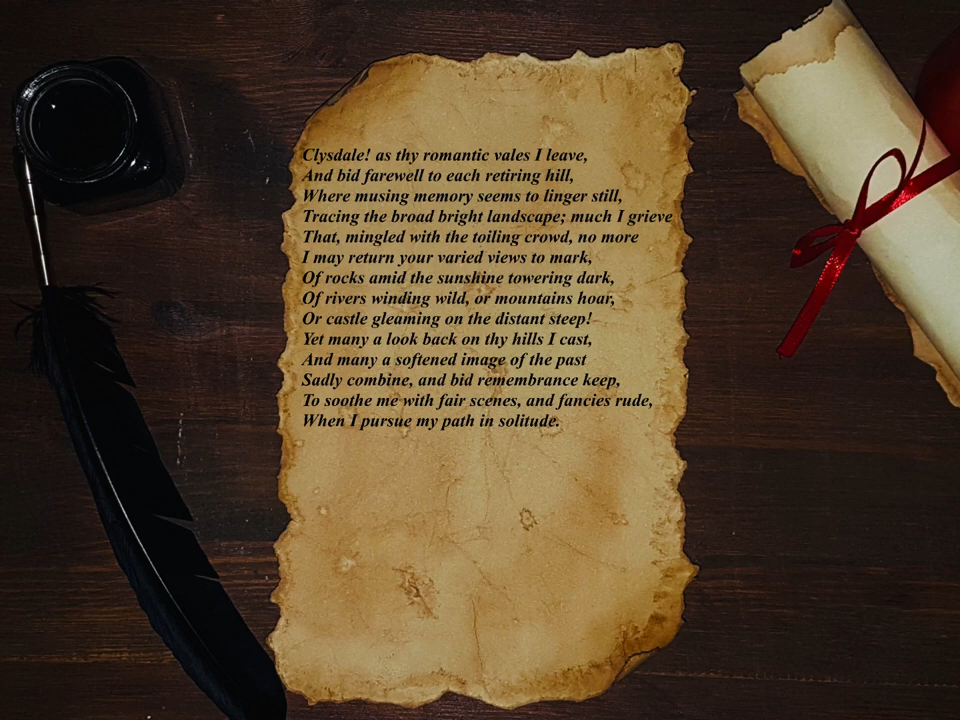 Clysdale! as thy romantic vales I leave,
And bid farewell to each retiring hill,
Where musing memory seems to linger still,
Tracing the broad bright landscape; much I grieve
That, mingled with the toiling crowd, no more
I may return your varied views to mark,
Of rocks amid the sunshine towering dark,
Of rivers winding wild, or mountains hoar,
Or castle gleaming on the distant steep!
Yet many a look back on thy hills I cast,
And many a softened image of the past
Sadly combine, and bid remembrance keep,
To soothe me with fair scenes, and fancies rude,
When I pursue my path in solitude.